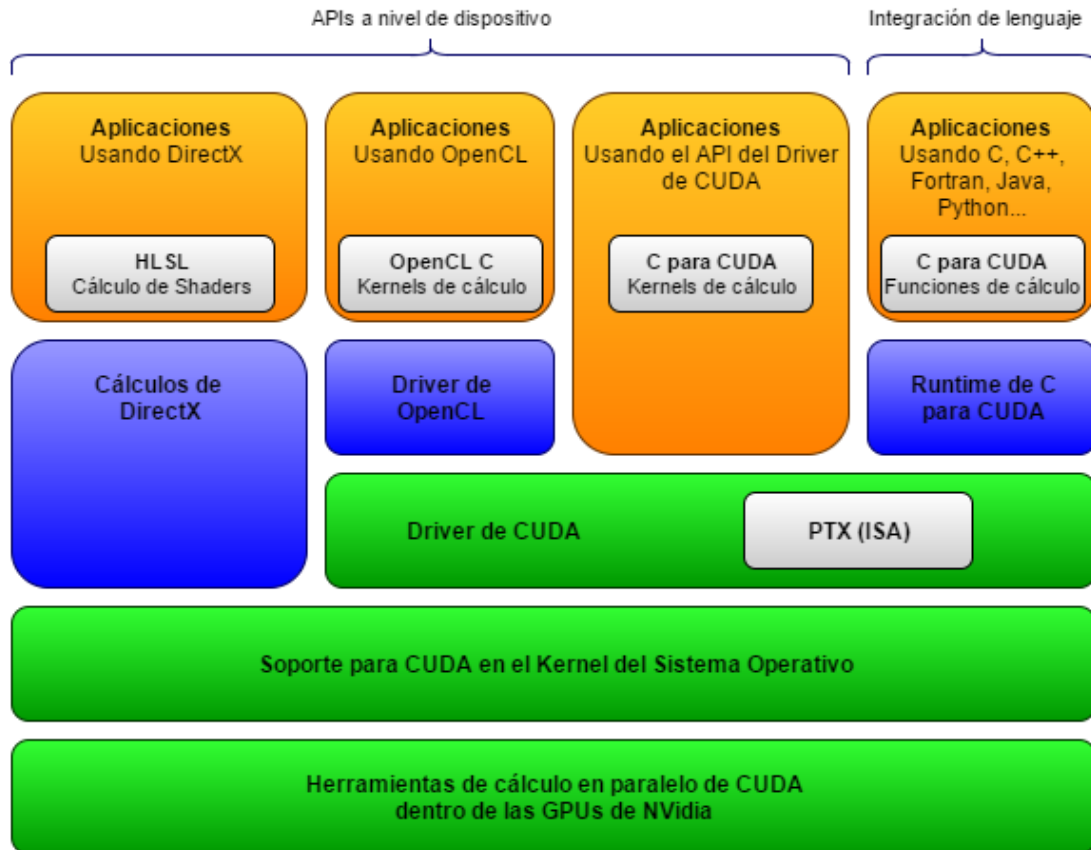 APIs a nivel de dispositivo
Integración de lenguaje
Aplicaciones
Usando DirectX
HLSL
Cálculo de Shaders
Aplicaciones
Usando OpenCL
OpenCL C
Kernels de cálculo
Aplicaciones
Usando el API del Driver
de CUDA
C para CUDA
Kernels de cálculo
Aplicaciones
Usando C, C++,
Fortran, Java,
Python...
C para CUDA
Funciones de cálculo
Cálculos de
DirectX
Driver de
OpenCL
Runtime de C
para CUDA
Driver de CUDA
PTX (ISA)
Soporte para CUDA en el Kernel del Sistema Operativo
Herramientas de cálculo en paralelo de CUDA
dentro de las GPUs de NVidia